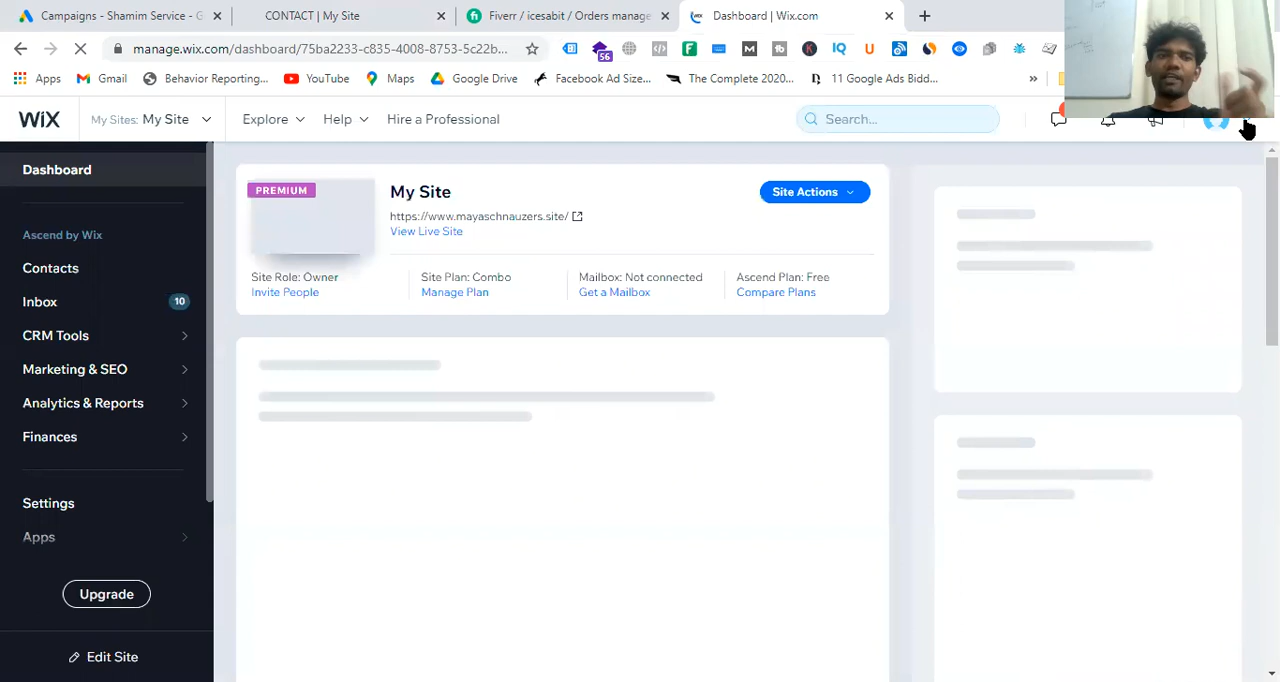 Campaigns - Shamim Service - G
CONTACT | My Site
Fiverr / icesabit / Orders manage
Dashboard | Wix.com
manage.wix.com/dashboard/75ba2233-c835-4008-8753-5c22b...
Apps
Gmail
Behavior Reporting...
YouTube
Maps
Google Drive
Facebook Ad Size...
The Complete 2020...
11 Google Ads Bidd...
WiX
My Sites: My Site
Explore
Help
Hire a Professional
Search...
Dashboard
Ascend by Wix
Contacts
Inbox 10
CRM Tools
Marketing & SEO
Analytics & Reports
Finances
Settings
Apps
Upgrade
Edit Site
PREMIUM
My Site
Site Actions
https://www.mayaschnauzers.site/
View Live Site
Site Role: Owner
Invite People
Site Plan: Combo
Manage Plan
Mailbox: Not connected
Get a Mailbox
Ascend Plan: Free
Compare Plans